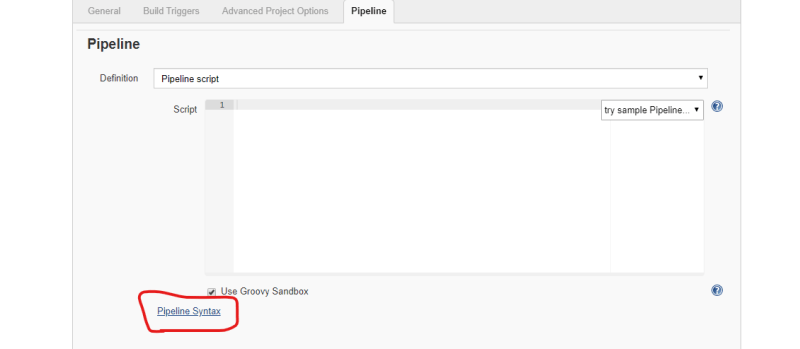 General Build Triggers Advanced Project Options Pipeline
Pipeline
Definition Pipeline script
Script 1 try sample Pipeline...
Use Groovy Sandbox
Pipeline Syntax